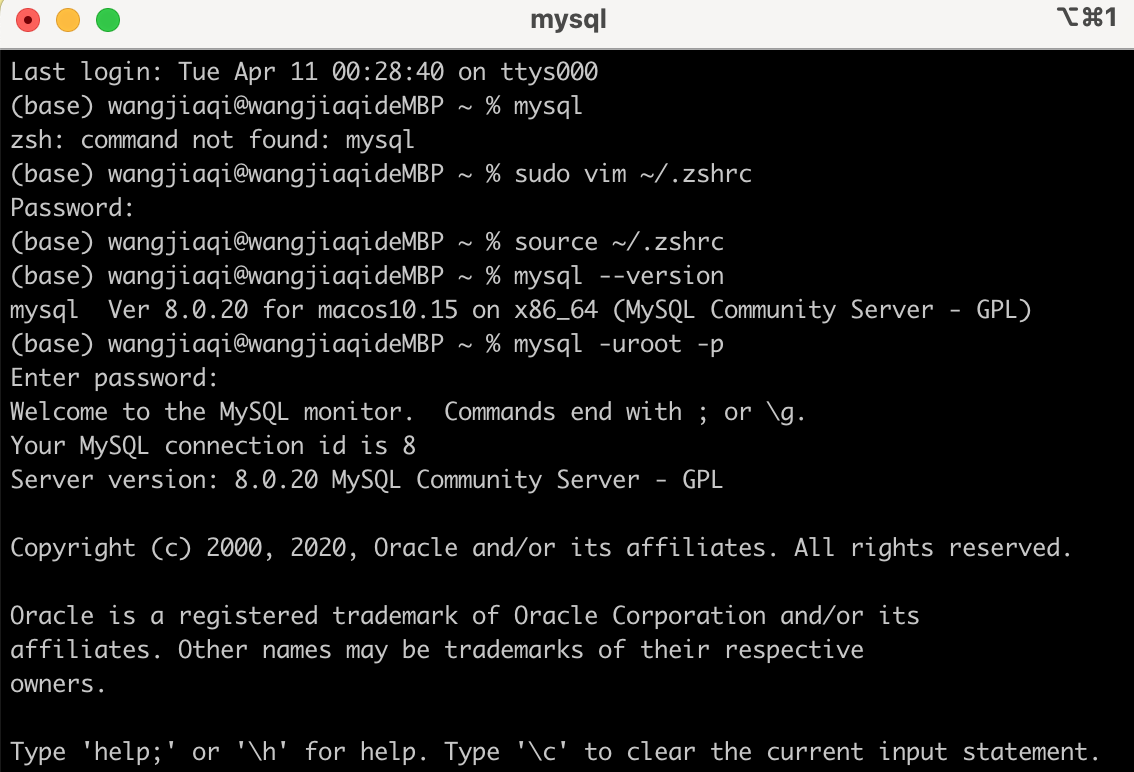 mysql
⌥⌘1
Last login: Tue Apr 11 00:28:40 on ttys000
(base) wangjiaqi@wangjiaqideMBP ~ % mysql
zsh: command not found: mysql
(base) wangjiaqi@wangjiaqideMBP ~ % sudo vim ~/.zshrc
Password:
(base) wangjiaqi@wangjiaqideMBP ~ % source ~/.zshrc
(base) wangjiaqi@wangjiaqideMBP ~ % mysql --version
mysql  Ver 8.0.20 for macos10.15 on x86_64 (MySQL Community Server - GPL)
(base) wangjiaqi@wangjiaqideMBP ~ % mysql -uroot -p
Enter password:
Welcome to the MySQL monitor.  Commands end with ; or \g.
Your MySQL connection id is 8
Server version: 8.0.20 MySQL Community Server - GPL
Copyright (c) 2000, 2020, Oracle and/or its affiliates. All rights reserved.
Oracle is a registered trademark of Oracle Corporation and/or its
affiliates. Other names may be trademarks of their respective
owners.
Type 'help;' or '\h' for help. Type '\c' to clear the current input statement.